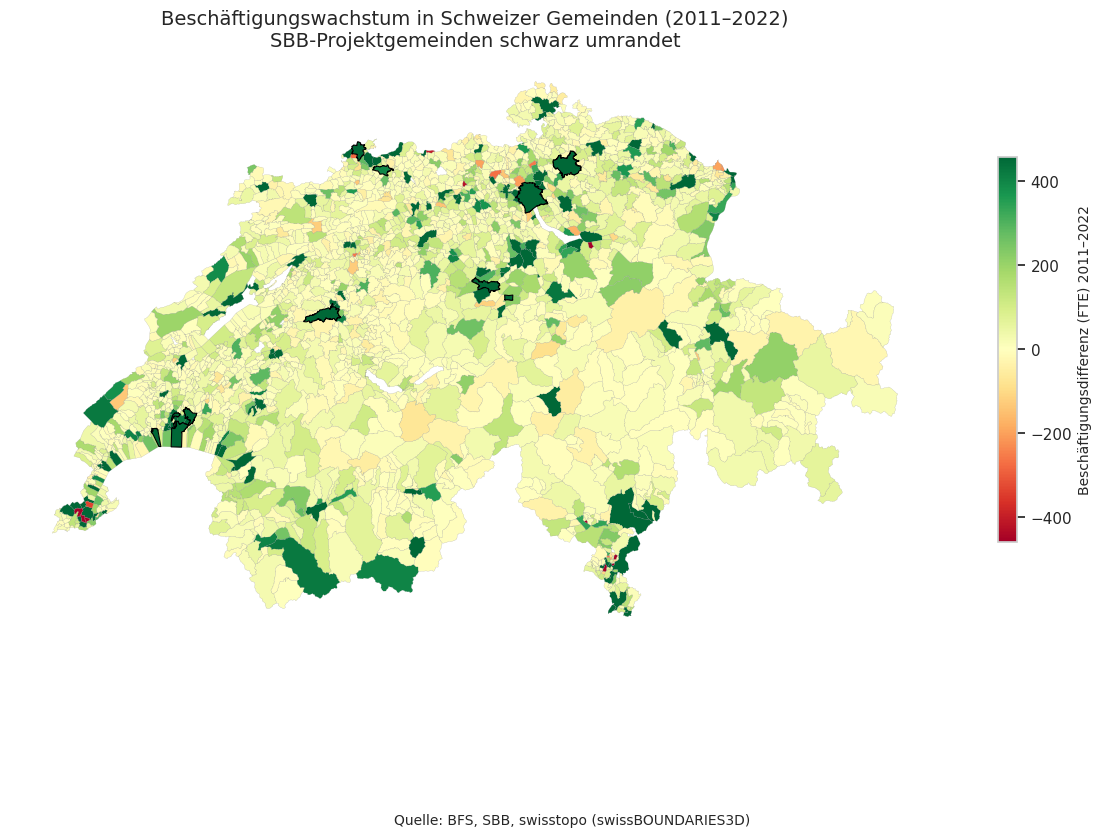 Beschäftigungswachstum in Schweizer Gemeinden (2011–2022)
SBB-Projektgemeinden schwarz umrandet
400
200
0
−200
−400
Beschäftigungsdifferenz (FTE) 2011–2022
Quelle: BFS, SBB, swisstopo (swissBOUNDARIES3D)